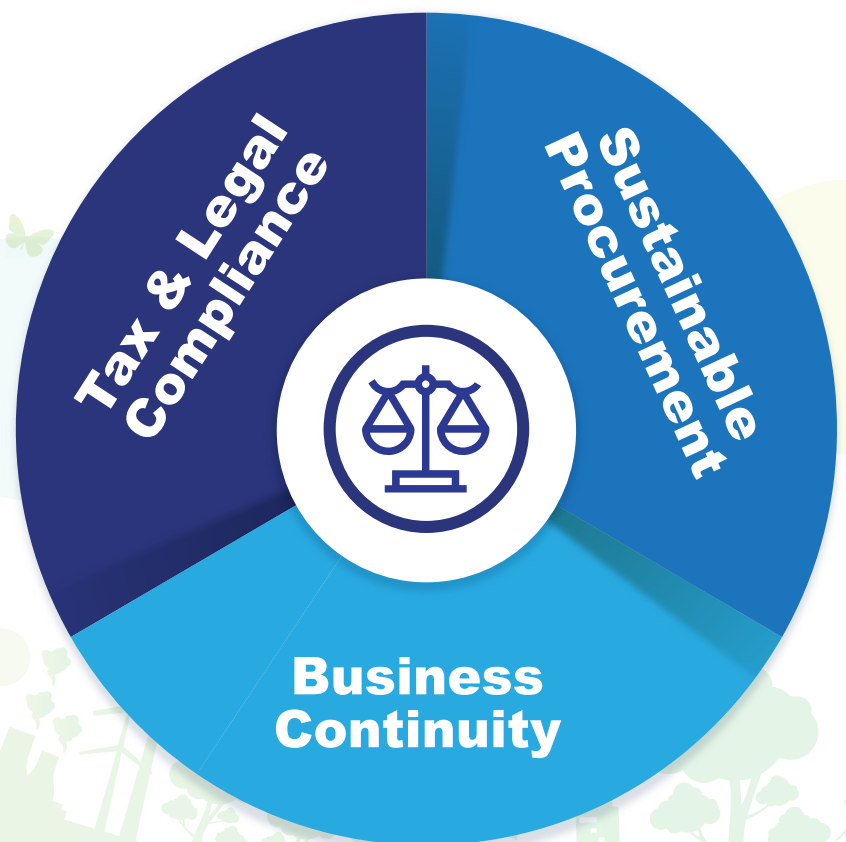 Tax & Legal
Compliance
Sustainable
Procurement
Business
Continuity